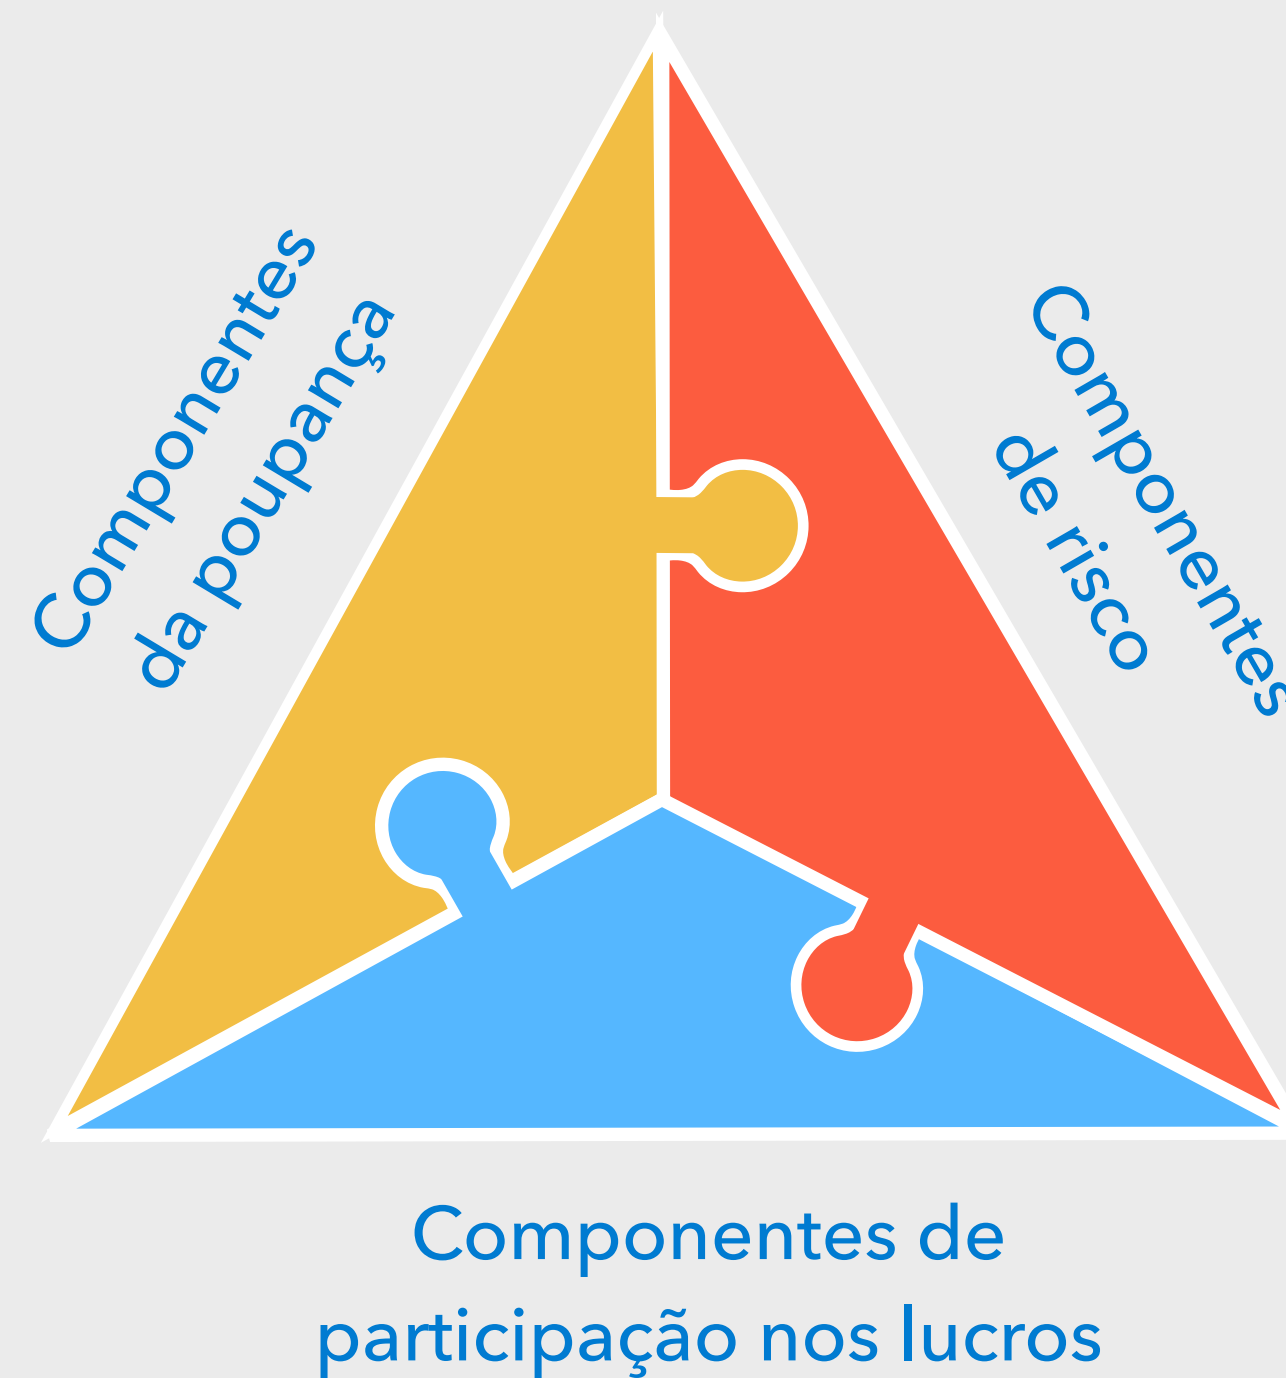 Componentes
da poupança
Componentes
de risco
Componentes de
participação nos lucros